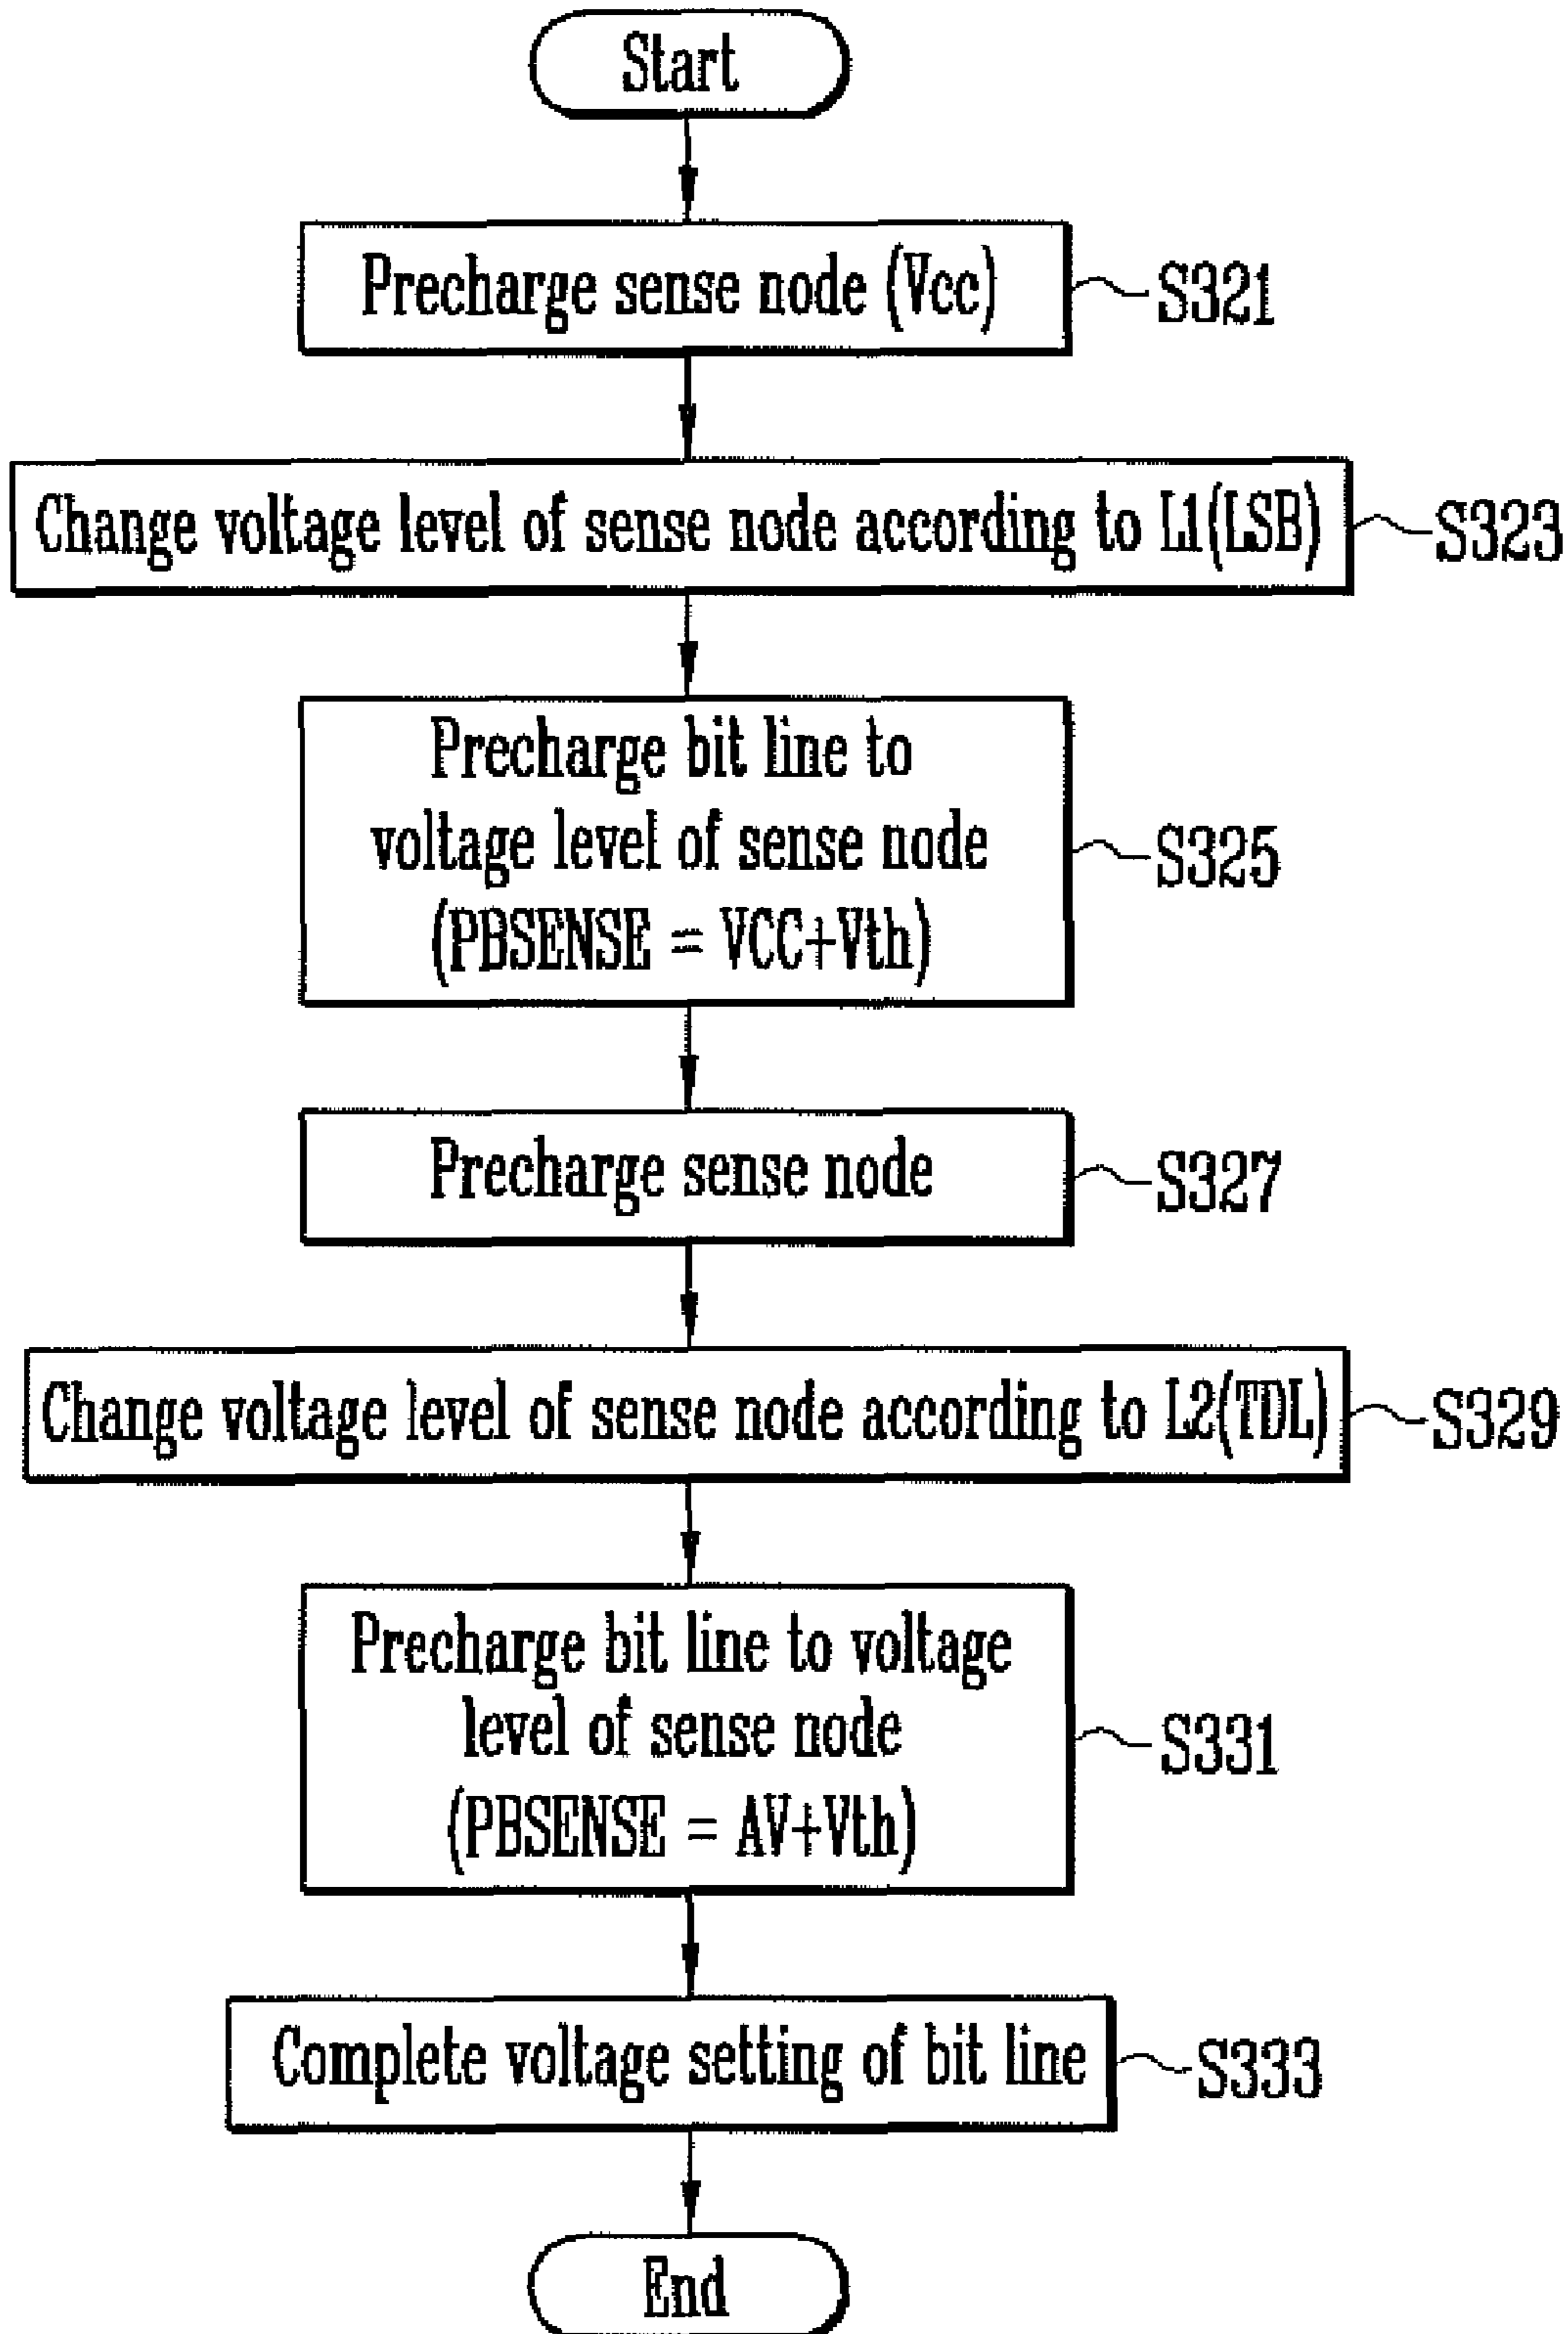 Start
Precharge sense node (Vcc)
S321
Change voltage level of sense node according to L1(LSB)
S323
Precharge bit line to
voltage level of sense node
(PBSENSE = VCC+Vth)
S325
Precharge sense node
S327
Change voltage level of sense node according to L2(TDL)
S329
Precharge bit line to voltage
level of sense node
(PBSENSE = AV+Vth)
S331
Complete voltage setting of bit line
S333
End